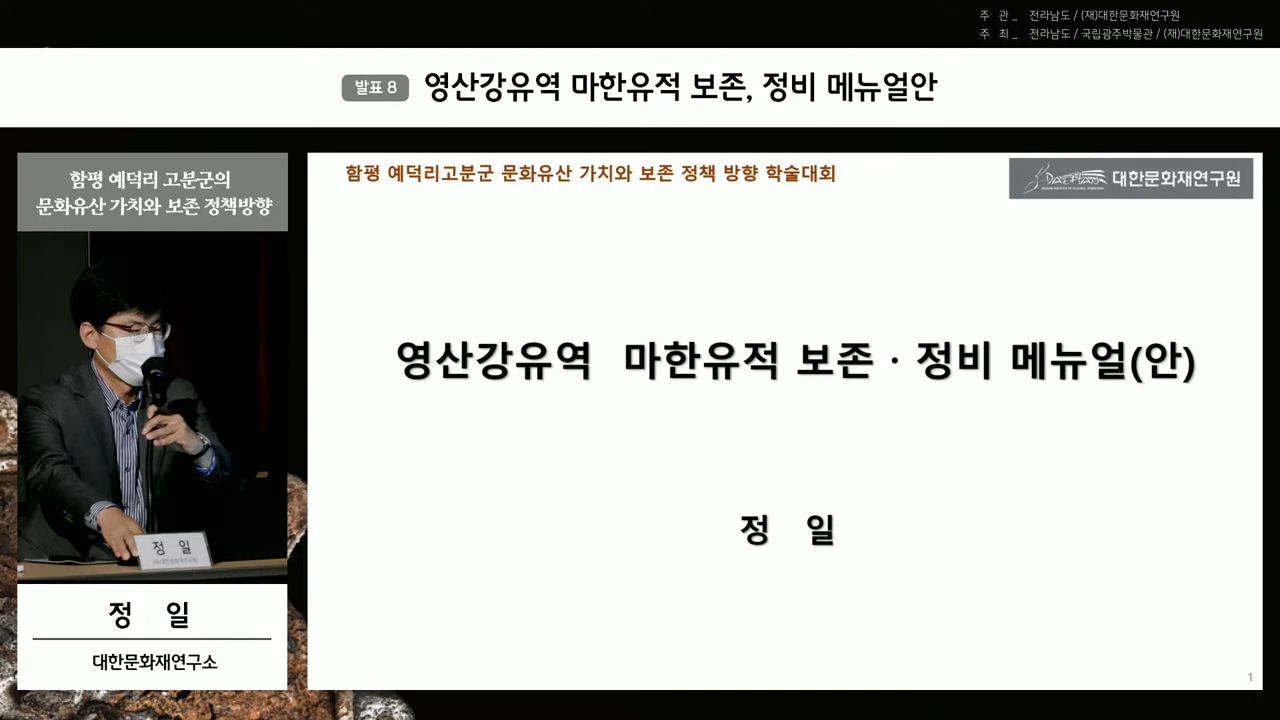 주 관 _ 전라남도 / (재)대한문화재연구원
주 최 _ 전라남도 / 국립광주박물관 / (재)대한문화재연구원
발표 8 영산강유역 마한유적 보존, 정비 메뉴얼안
함평 예덕리 고분군의
문화유산 가치와 보존 정책방향
정 일
정 일
대한문화재연구소
함평 예덕리고분군 문화유산 가치와 보존 정책 방향 학술대회
대한문화재연구원
영산강유역 마한유적 보존 · 정비 메뉴얼(안)
정 일
1